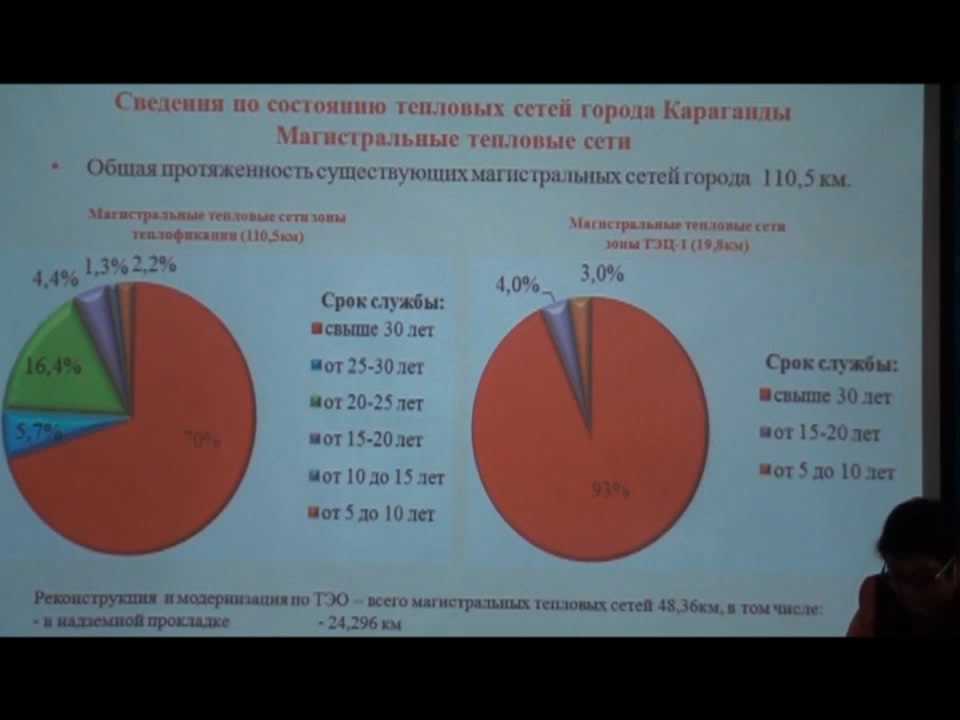 Сведения по состоянию тепловых сетей города Караганды
Магистральные тепловые сети
• Общая протяженность существующих магистральных сетей города 110,5 км.
Магистральные тепловые сети зоны
теплофикации (110,5км)
4,4%
1,3%
2,2%
16,4%
5,7%
70%
Срок службы:
свыше 30 лет
от 25-30 лет
от 20-25 лет
от 15-20 лет
от 10 до 15 лет
от 5 до 10 лет
Магистральные тепловые сети
зоны ТЭЦ-1 (19,8км)
4,0%
3,0%
93%
Срок службы:
свыше 30 лет
от 15-20 лет
от 5 до 10 лет
Реконструкция и модернизация по ТЭО – всего магистральных тепловых сетей 48,36км, в том числе:
- в надземной прокладке - 24,296 км